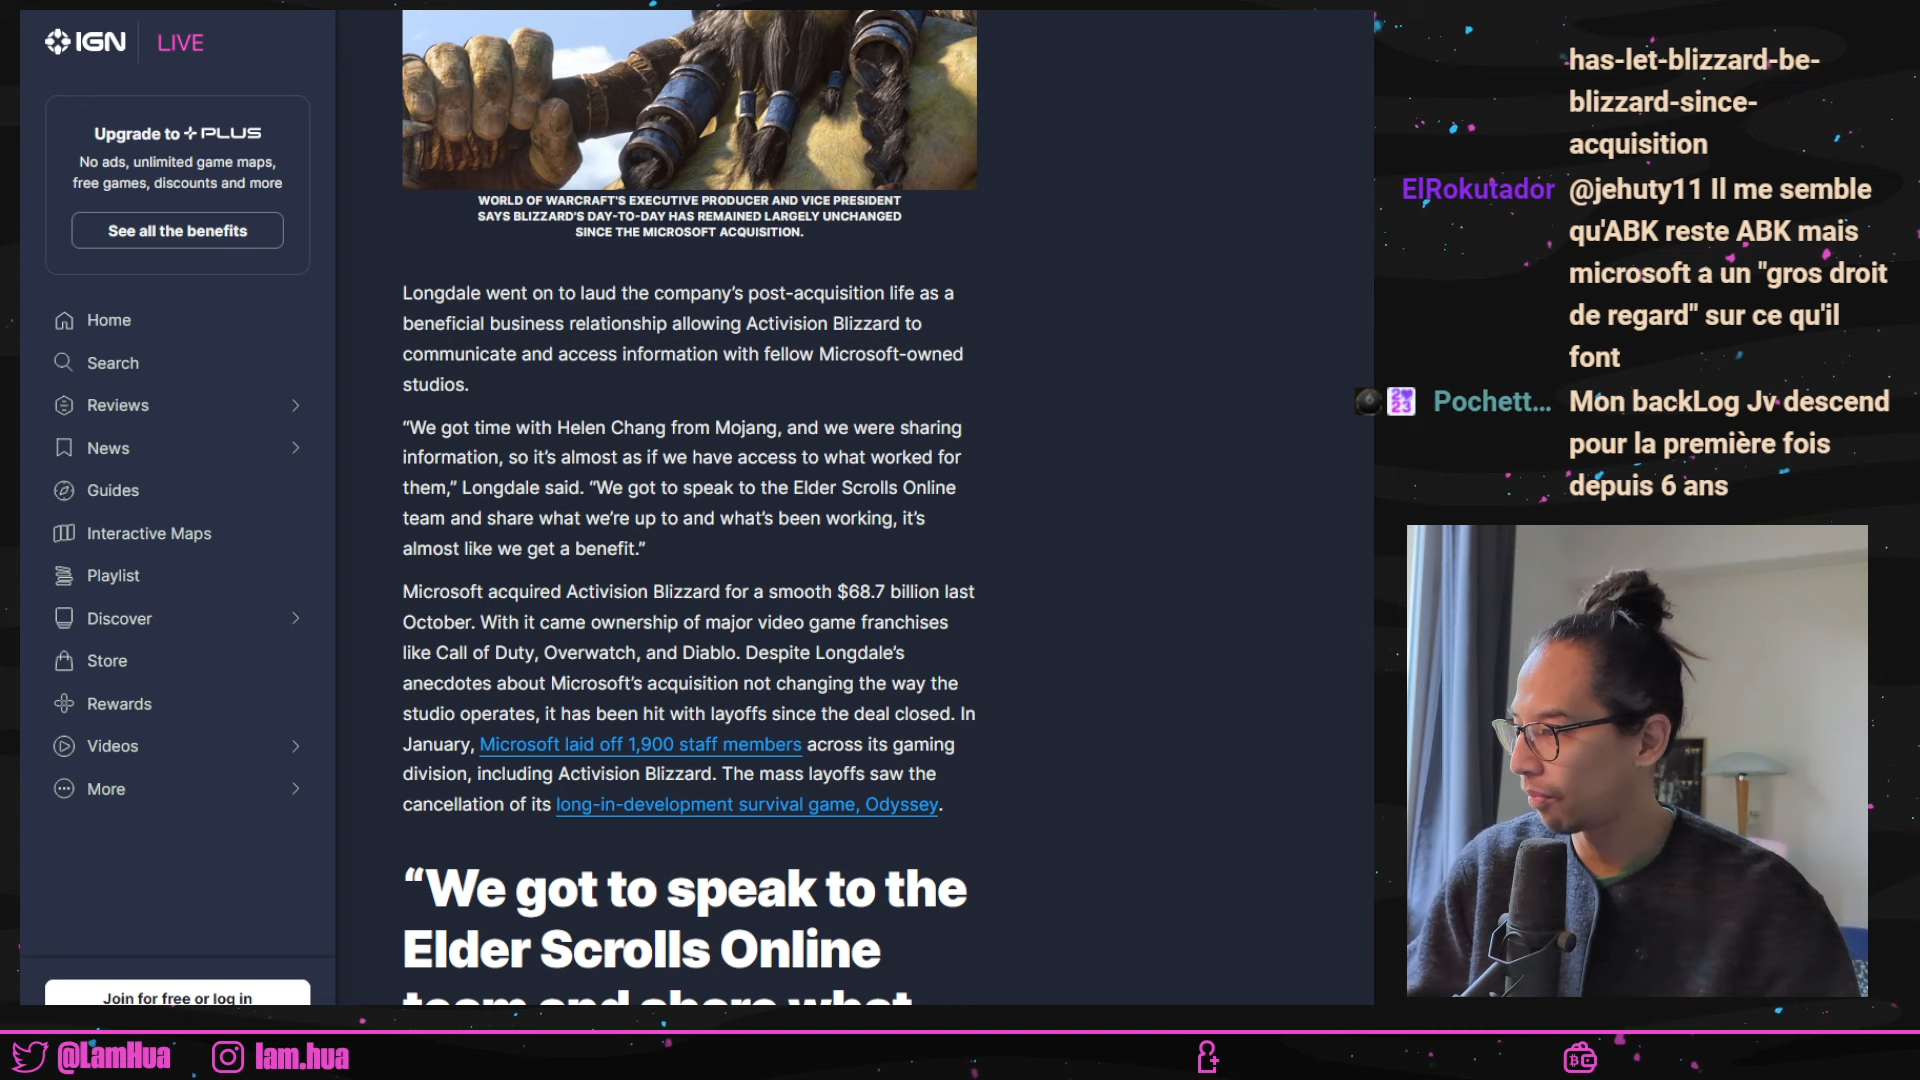 IGN LIVE
Upgrade to PLUS
No ads, unlimited game maps,
free games, discounts and more
See all the benefits
Home
Search
Reviews
News
Guides
Interactive Maps
Playlist
Discover
Store
Rewards
Videos
More
Join for free or log in
WORLD OF WARCRAFT'S EXECUTIVE PRODUCER AND VICE PRESIDENT
SAYS BLIZZARD'S DAY-TO-DAY HAS REMAINED LARGELY UNCHANGED
SINCE THE MICROSOFT ACQUISITION.
Longdale went on to laud the company's post-acquisition life as a
beneficial business relationship allowing Activision Blizzard to
communicate and access information with fellow Microsoft-owned
studios.
“We got time with Helen Chang from Mojang, and we were sharing
information, so it's almost as if we have access to what worked for
them,” Longdale said. “We got to speak to the Elder Scrolls Online
team and share what we're up to and what's been working, it's
almost like we get a benefit.”
Microsoft acquired Activision Blizzard for a smooth $68.7 billion last
October. With it came ownership of major video game franchises
like Call of Duty, Overwatch, and Diablo. Despite Longdale's
anecdotes about Microsoft's acquisition not changing the way the
studio operates, it has been hit with layoffs since the deal closed. In
January, Microsoft laid off 1,900 staff members across its gaming
division, including Activision Blizzard. The mass layoffs saw the
cancellation of its long-in-development survival game, Odyssey.
“We got to speak to the
Elder Scrolls Online
team and share what
has-let-blizzard-be-
blizzard-since-
acquisition
ElRokutador @jehuty11 Il me semble
qu'ABK reste ABK mais
microsoft a un "gros droit
de regard" sur ce qu'il
font
Pochett... Mon backLog Jv descend
pour la première fois
depuis 6 ans
@LamHua lam.hua